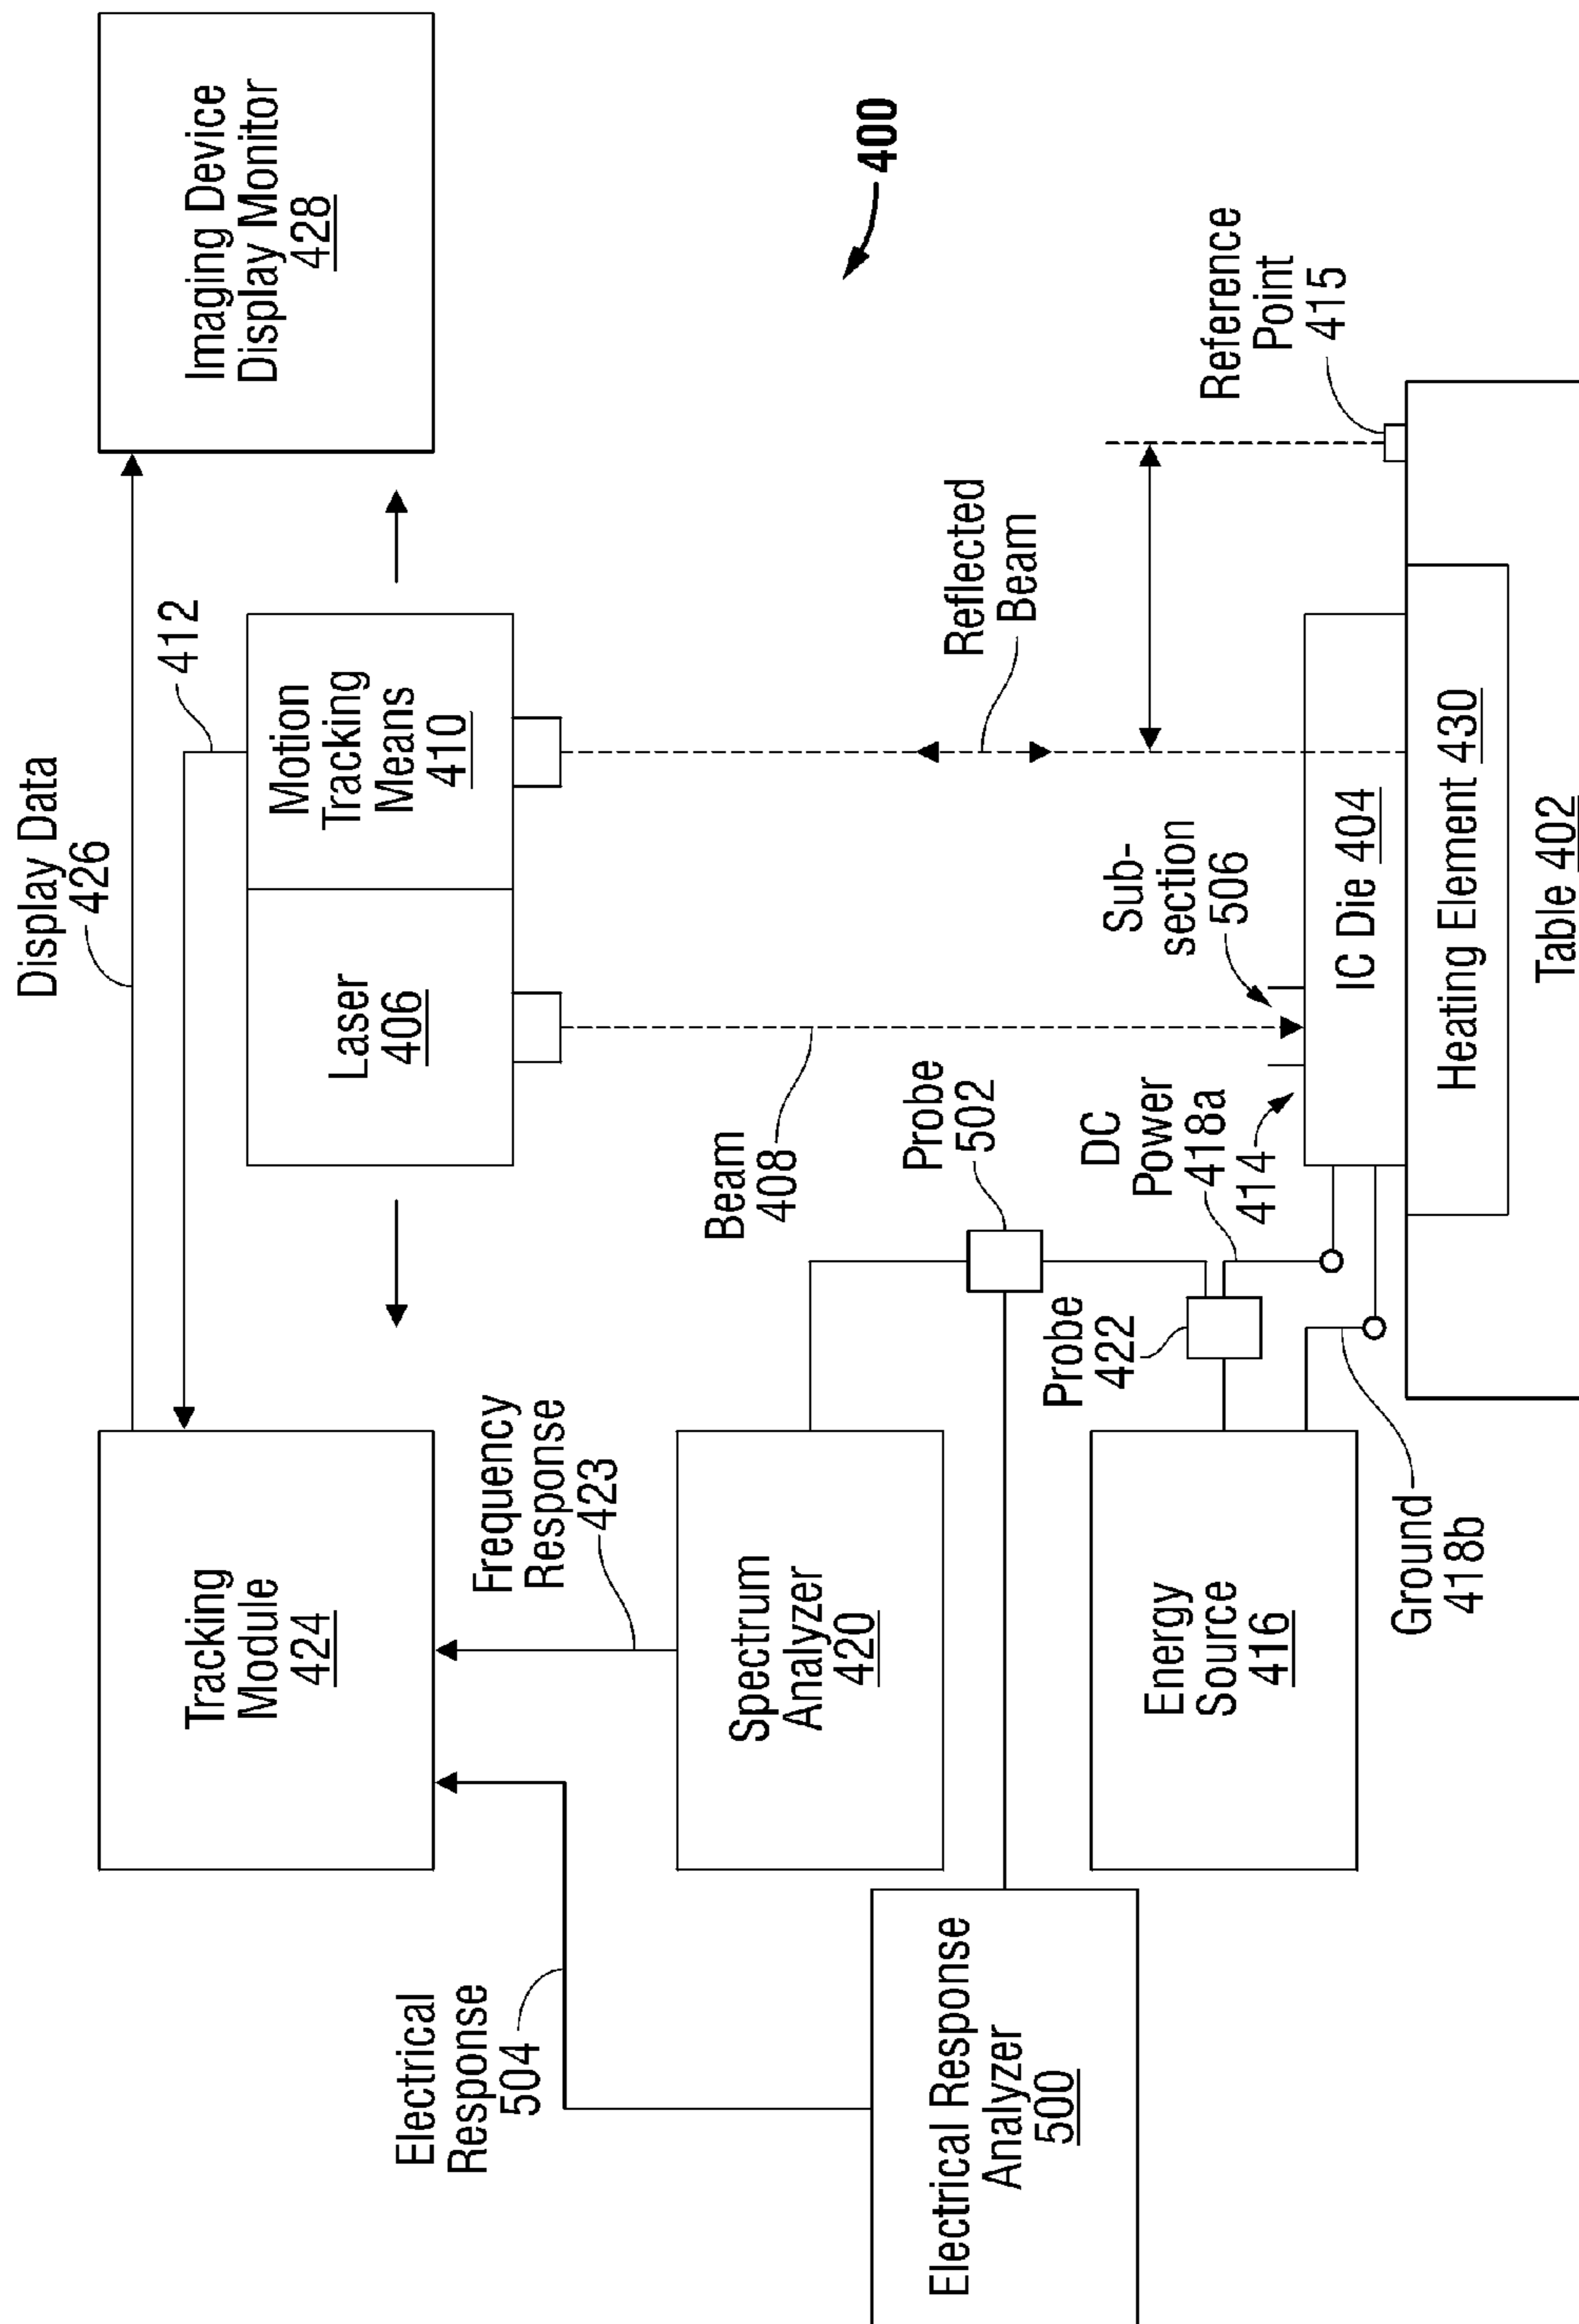 Display Data
426
412
Imaging Device
Display Monitor
428
Tracking
Module
424
Laser
406
Motion
Tracking
Means
410
400
Electrical
Response
504
Frequency
Response
423
Spectrum
Analyzer
420
Beam
408
Reflected
Beam
Reference
Point
415
Probe
502
Electrical Response
Analyzer
500
Probe
422
DC
Power
418a
414
Sub-
section
506
Energy
Source
416
Ground
418b
IC Die 404
Heating Element 430
Table 402